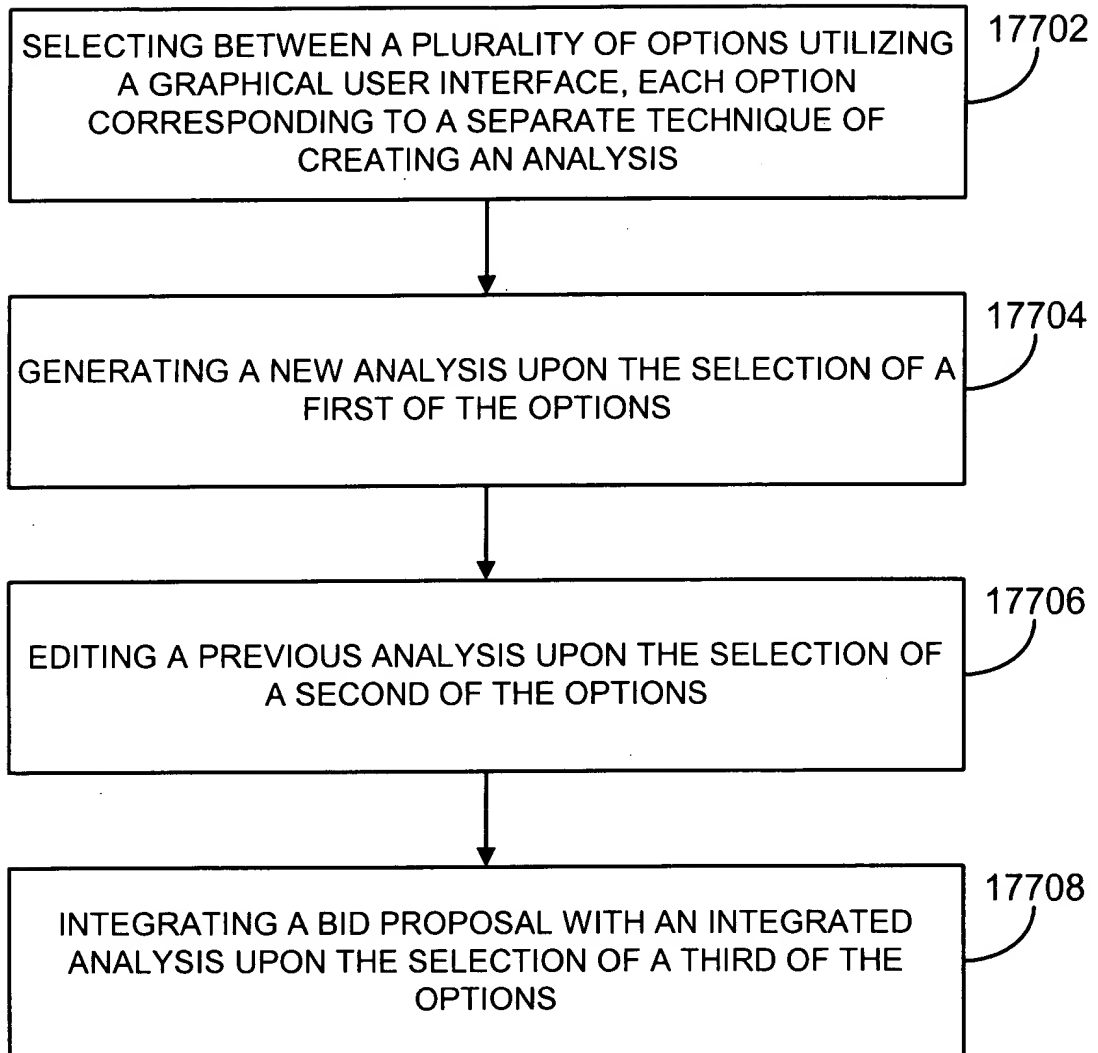 17702
SELECTING BETWEEN A PLURALITY OF OPTIONS UTILIZING
A GRAPHICAL USER INTERFACE, EACH OPTION
CORRESPONDING TO A SEPARATE TECHNIQUE OF
CREATING AN ANALYSIS
17704
GENERATING A NEW ANALYSIS UPON THE SELECTION OF A
FIRST OF THE OPTIONS
17706
EDITING A PREVIOUS ANALYSIS UPON THE SELECTION OF
A SECOND OF THE OPTIONS
17708
INTEGRATING A BID PROPOSAL WITH AN INTEGRATED
ANALYSIS UPON THE SELECTION OF A THIRD OF THE
OPTIONS